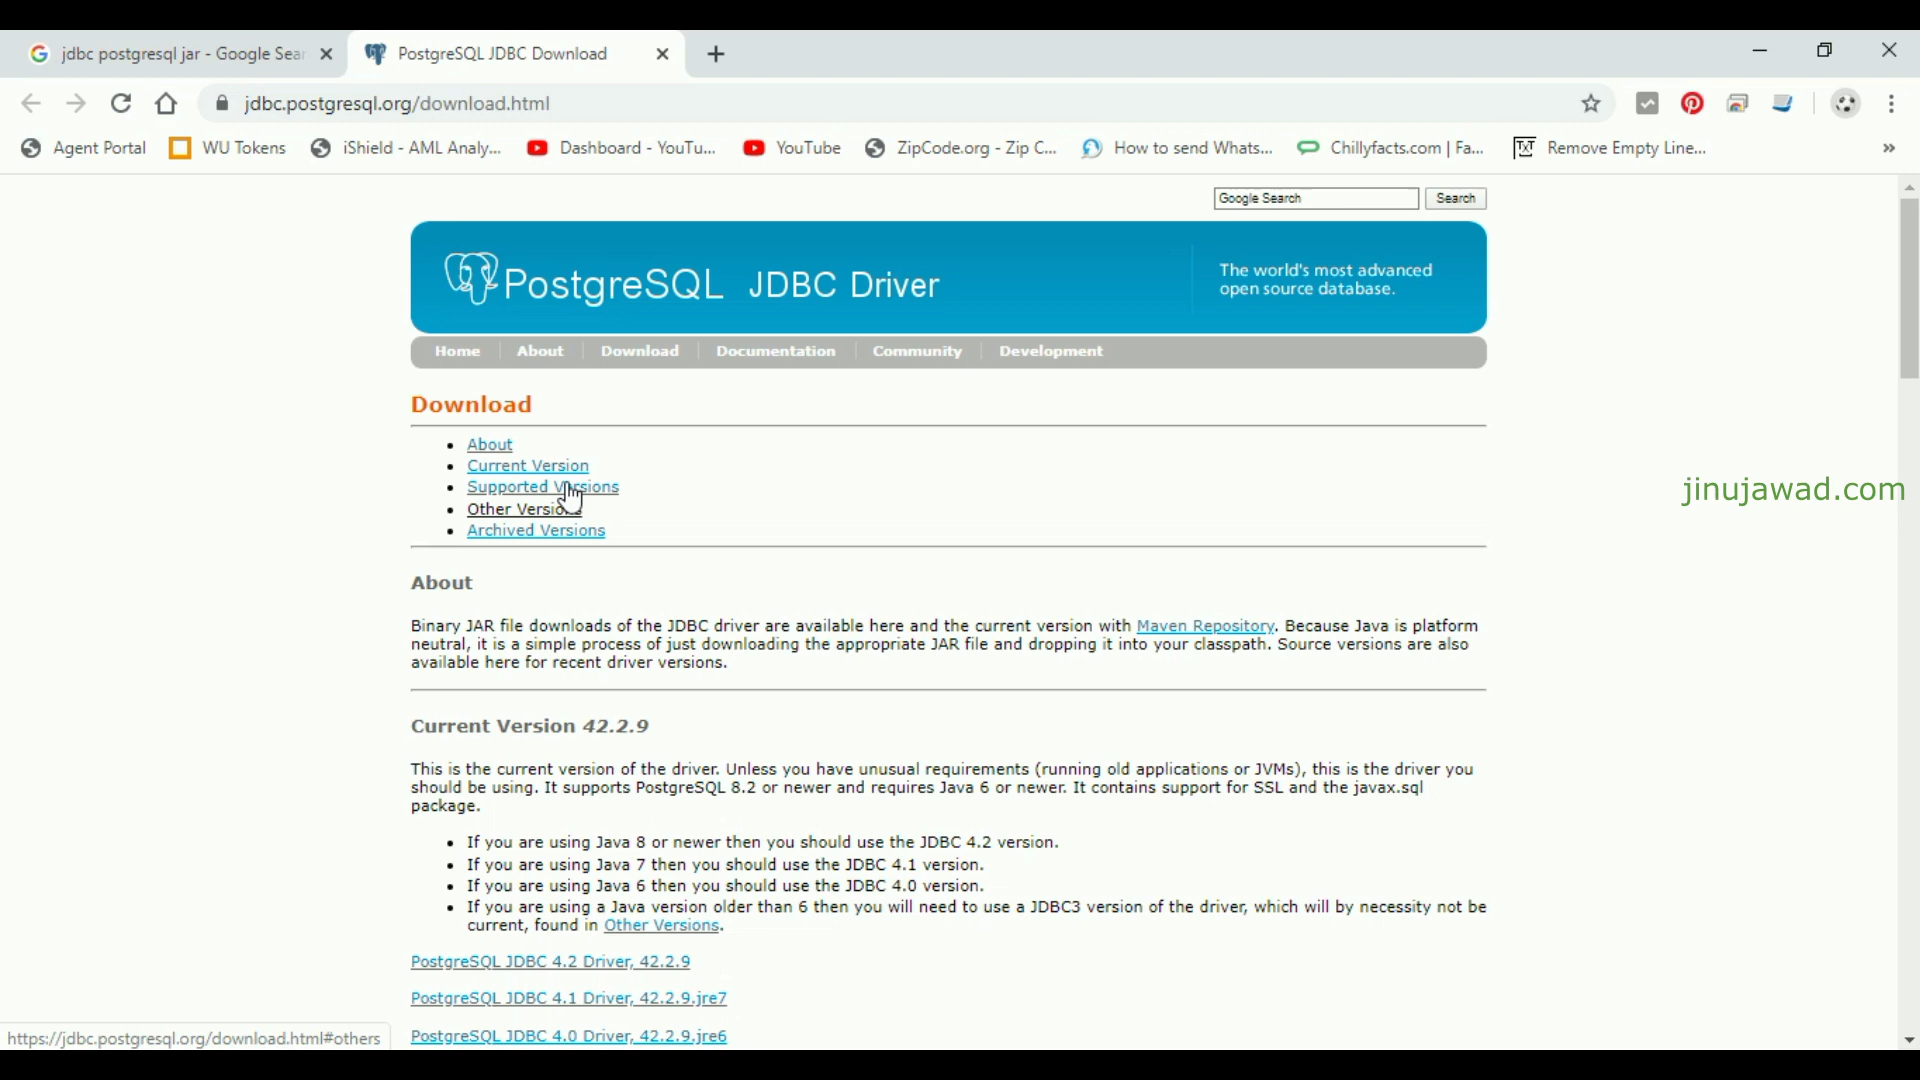 jdbc postgresql jar - Google Sear
PostgreSQL JDBC Download
jdbc.postgresql.org/download.html
Agent Portal
WU Tokens
iShield - AML Analy...
Dashboard - YouTu...
YouTube
ZipCode.org - Zip C...
How to send Whats...
Chillyfacts.com | Fa...
Remove Empty Line...
»
Google Search
Search
PostgreSQL JDBC Driver
The world's most advanced
open source database.
Home
About
Download
Documentation
Community
Development
Download
About
Current Version
Supported Versions
Other Versions
Archived Versions
jinujawad.com
About
Binary JAR file downloads of the JDBC driver are available here and the current version with Maven Repository. Because Java is platform
neutral, it is a simple process of just downloading the appropriate JAR file and dropping it into your classpath. Source versions are also
available here for recent driver versions.
Current Version 42.2.9
This is the current version of the driver. Unless you have unusual requirements (running old applications or JVMs), this is the driver you
should be using. It supports PostgreSQL 8.2 or newer and requires Java 6 or newer. It contains support for SSL and the javax.sql
package.
If you are using Java 8 or newer then you should use the JDBC 4.2 version.
If you are using Java 7 then you should use the JDBC 4.1 version.
If you are using Java 6 then you should use the JDBC 4.0 version.
If you are using a Java version older than 6 then you will need to use a JDBC3 version of the driver, which will by necessity not be
current, found in Other Versions.
PostgreSQL JDBC 4.2 Driver, 42.2.9
PostgreSQL JDBC 4.1 Driver, 42.2.9.jre7
PostgreSQL JDBC 4.0 Driver, 42.2.9.jre6
https://jdbc.postgresql.org/download.html#others